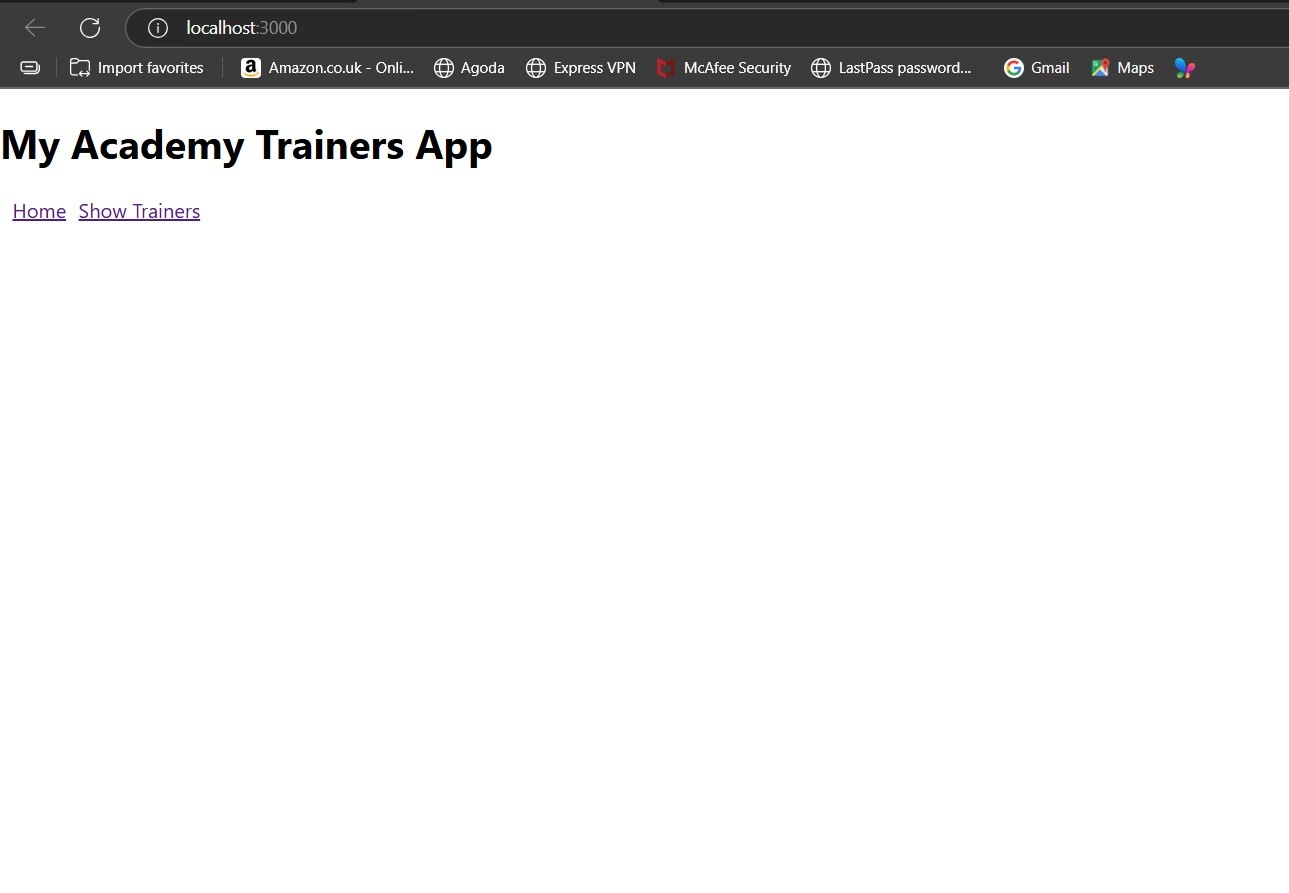 localhost:3000
Import favorites Amazon.co.uk - Onli... Agoda Express VPN McAfee Security LastPass password... Gmail Maps
My Academy Trainers App
Home Show Trainers